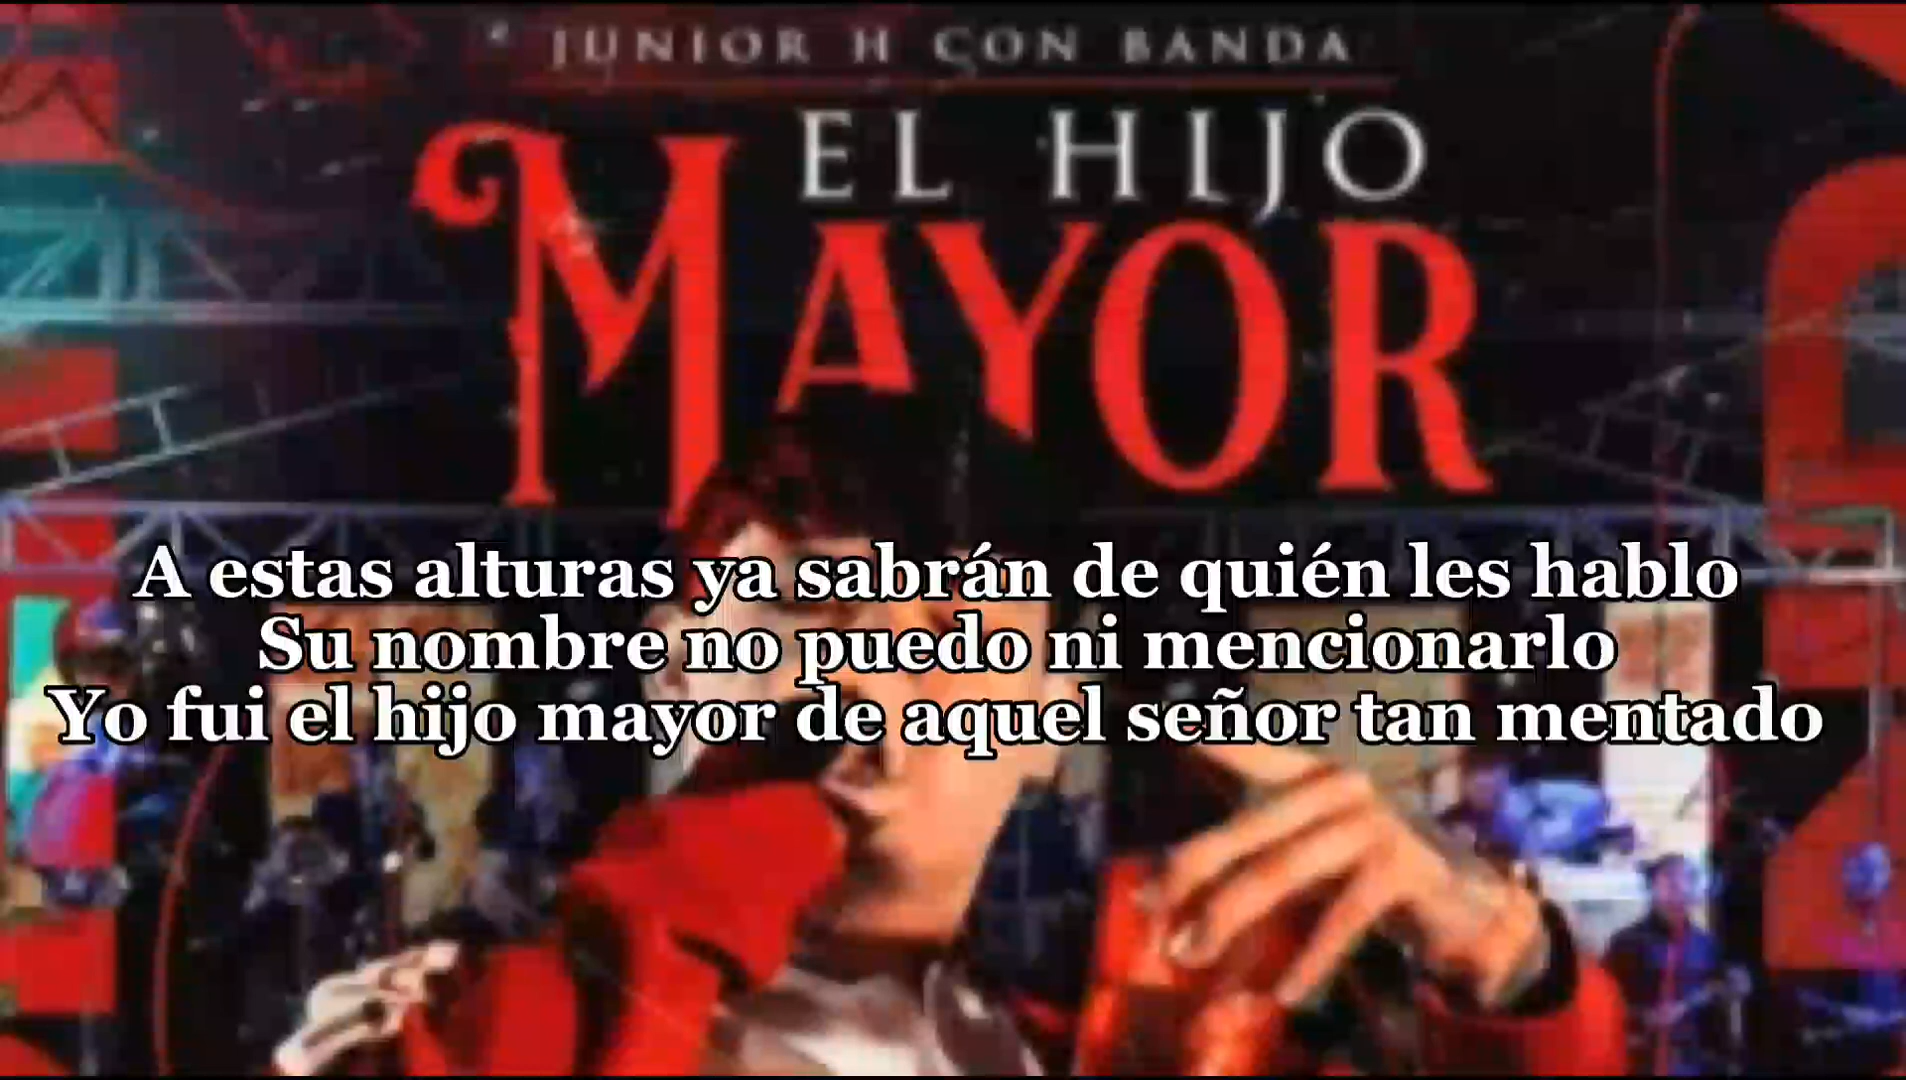 JUNIOR H CON BANDA
EL HIJO
MAYOR
A estas alturas ya sabrán de quién les hablo
Su nombre no puedo ni mencionarlo
Yo fui el hijo mayor de aquel señor tan mentado